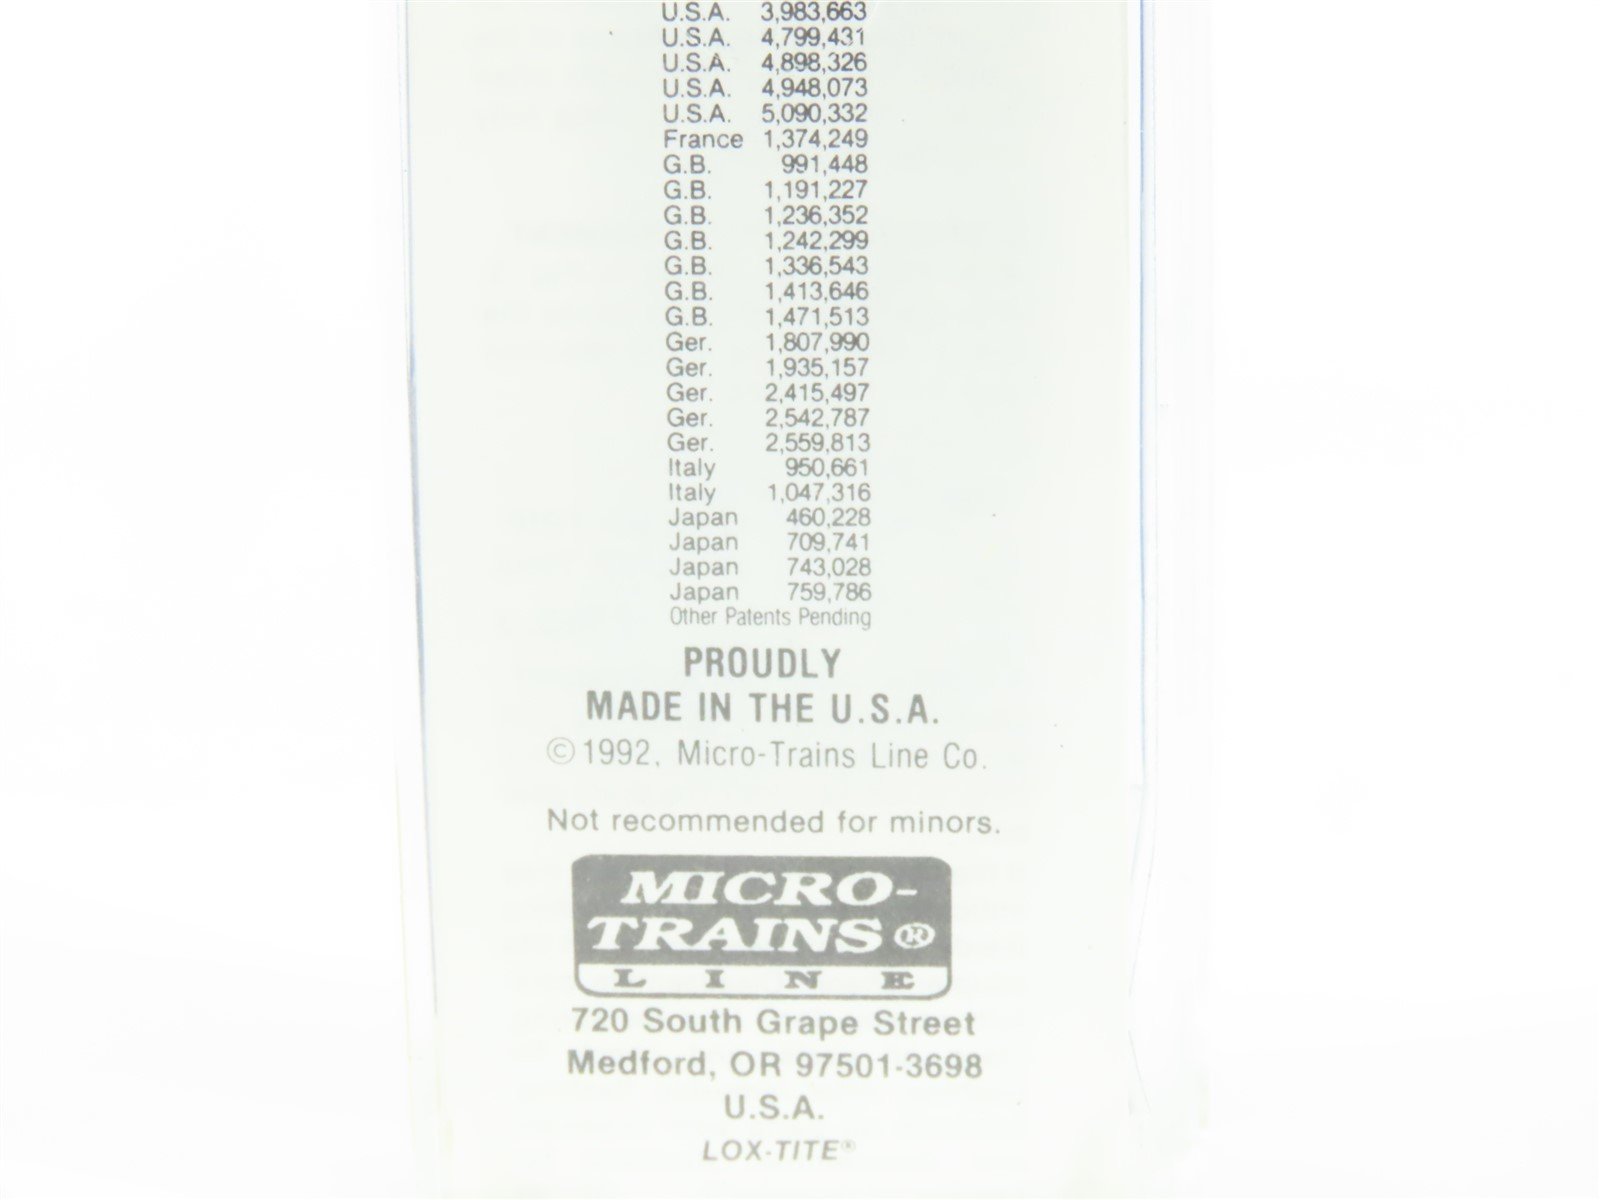 U.S.A. 3,983,663
U.S.A. 4,799,431
U.S.A. 4,898,326
U.S.A. 4,948,073
U.S.A. 5,090,332
France 1,374,249
G.B. 991,448
G.B. 1,191,227
G.B. 1,236,352
G.B. 1,242,299
G.B. 1,336,543
G.B. 1,413,646
G.B. 1,471,513
Ger. 1,807,990
Ger. 1,935,157
Ger. 2,415,497
Ger. 2,542,787
Ger. 2,559,813
Italy 950,661
Italy 1,047,316
Japan 460,228
Japan 709,741
Japan 743,028
Japan 759,786
Other Patents Pending
PROUDLY
MADE IN THE U.S.A.
©1992, Micro-Trains Line Co.
Not recommended for minors.
MICRO-
TRAINS®
LINE
720 South Grape Street
Medford, OR 97501-3698
U.S.A.
LOX-TITE®